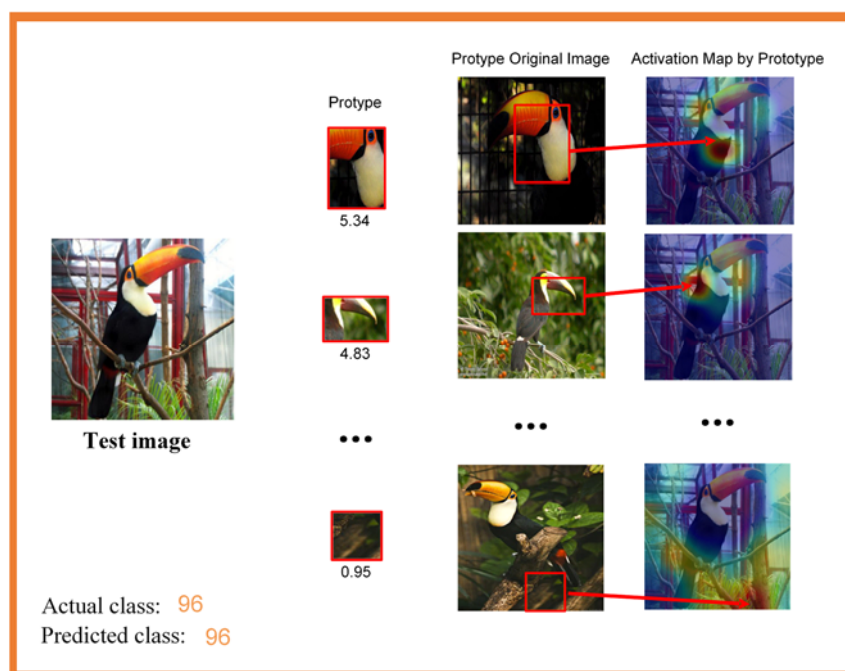 Protype Original Image
Activation Map by Prototype
Protype
5.34
4.83
...
...
...
Test image
0.95
Actual class: 96
Predicted class: 96